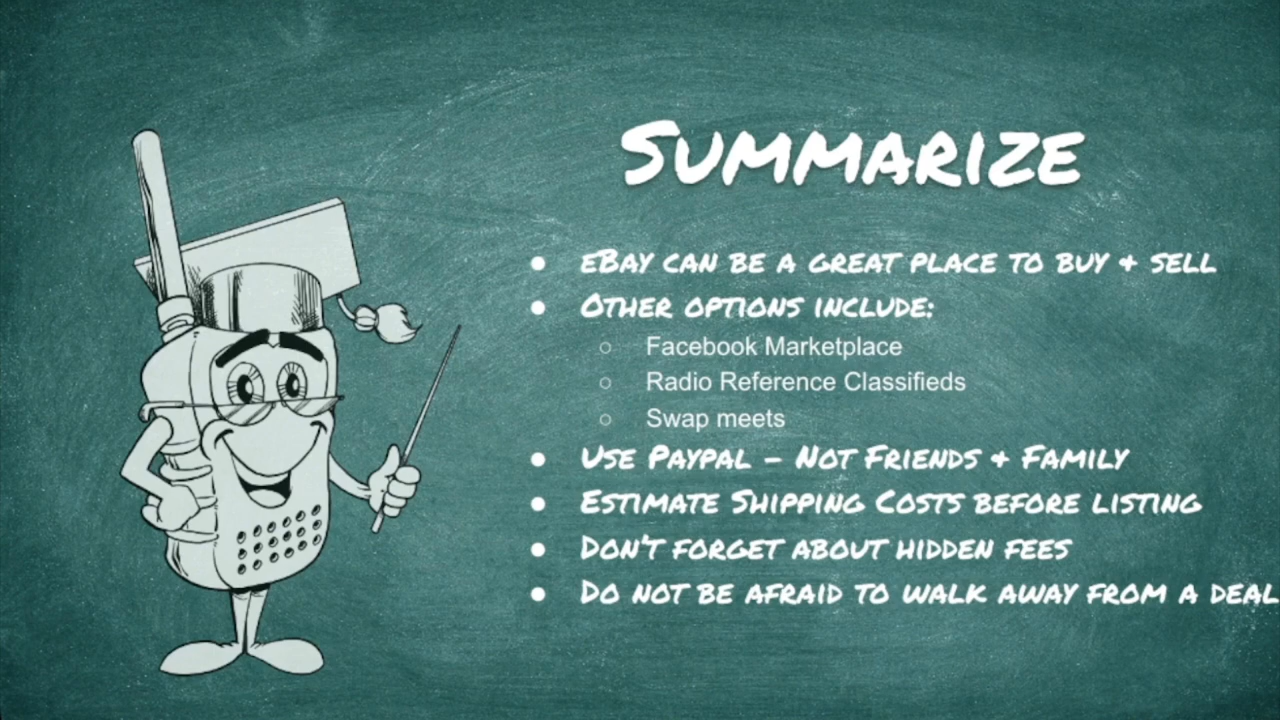 Summarize
● eBay can be a great place to buy & sell
● Other options include:
○ Facebook Marketplace
○ Radio Reference Classifieds
○ Swap meets
● Use Paypal - Not Friends & Family
● Estimate Shipping Costs before listing
● Don't forget about hidden fees
● Do not be afraid to walk away from a deal